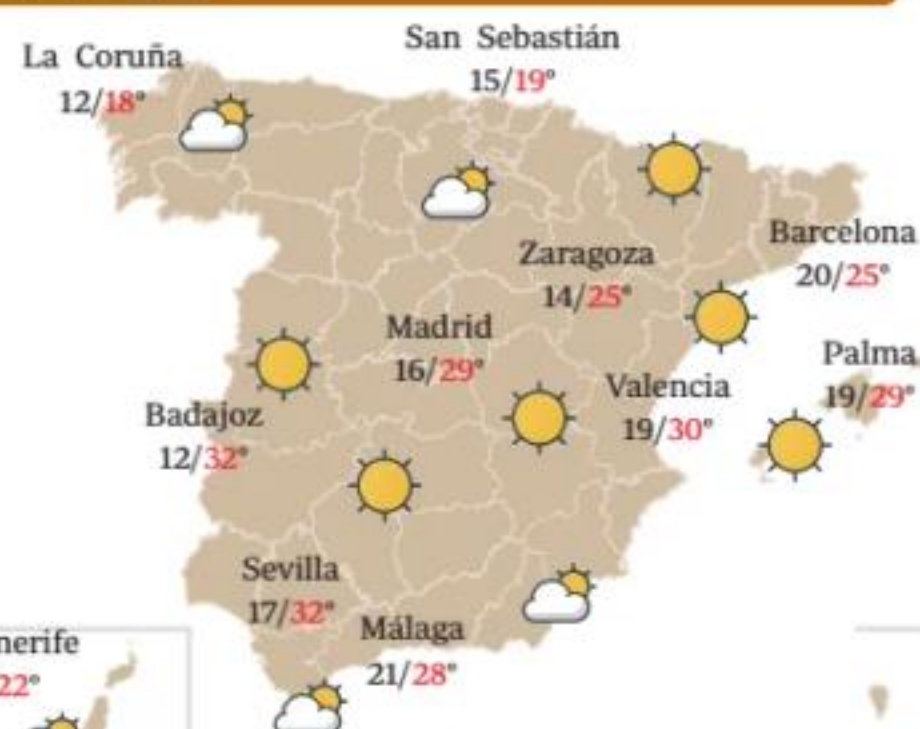 La Coruña
12/18°
San Sebastián
15/19°
Barcelona
20/25°
Zaragoza
14/25°
Madrid
16/29°
Palma
19/29°
Valencia
19/30°
Badajoz
12/32°
Sevilla
17/32°
Málaga
21/28°
nerife
22°